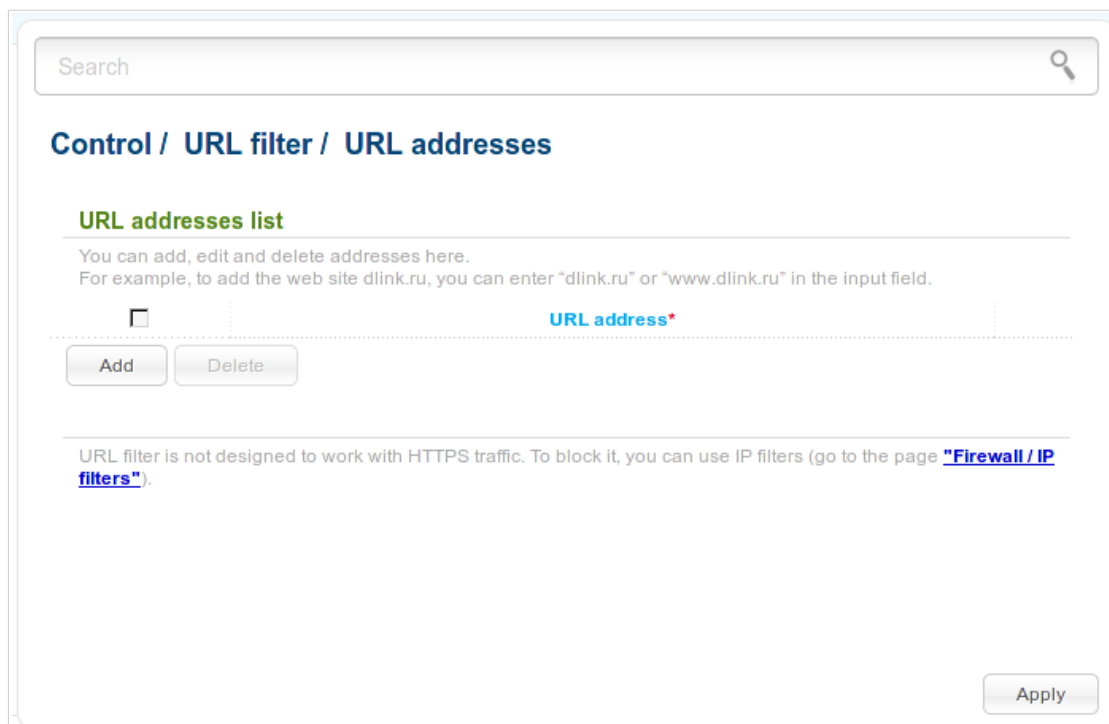 Search
Control / URL filter / URL addresses
URL addresses list
You can add, edit and delete addresses here.
For example, to add the web site dlink.ru, you can enter “dlink.ru” or “www.dlink.ru” in the input field.
URL address*
Add Delete
URL filter is not designed to work with HTTPS traffic. To block it, you can use IP filters (go to the page "Firewall / IP
filters").
Apply